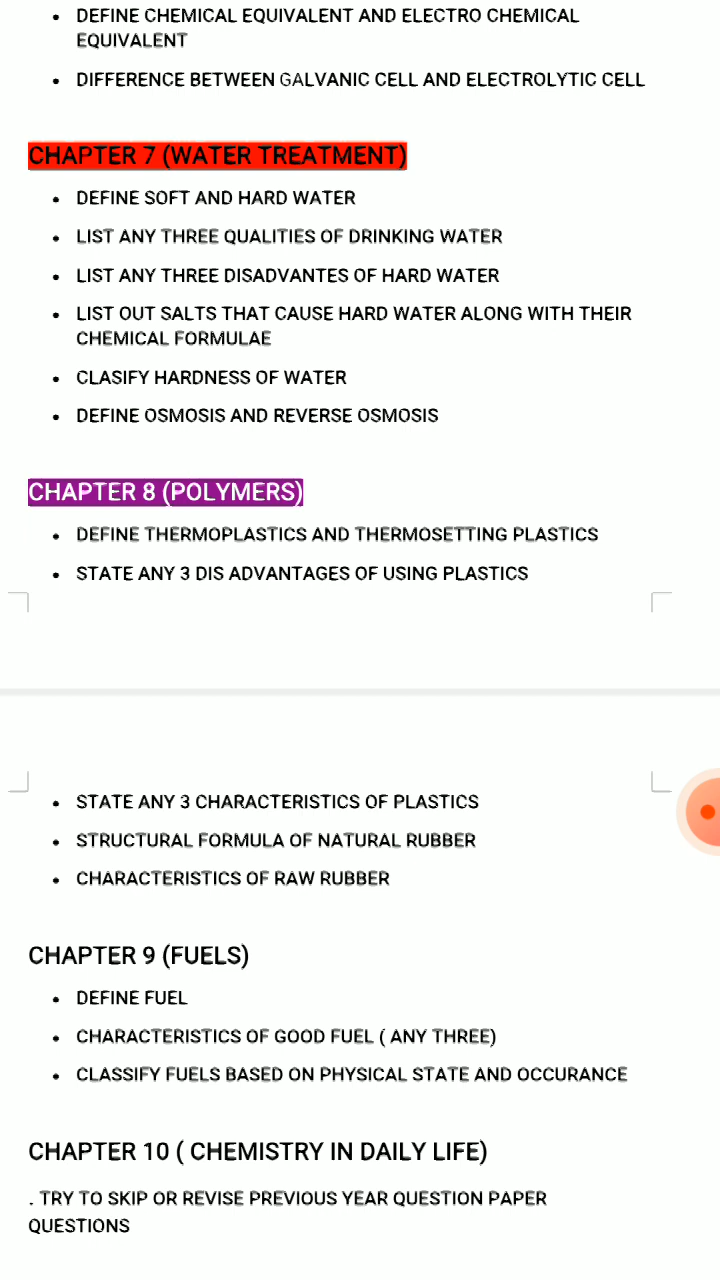 • DEFINE CHEMICAL EQUIVALENT AND ELECTRO CHEMICAL
EQUIVALENT
• DIFFERENCE BETWEEN GALVANIC CELL AND ELECTROLYTIC CELL
CHAPTER 7 (WATER TREATMENT)
• DEFINE SOFT AND HARD WATER
• LIST ANY THREE QUALITIES OF DRINKING WATER
• LIST ANY THREE DISADVANTES OF HARD WATER
• LIST OUT SALTS THAT CAUSE HARD WATER ALONG WITH THEIR
CHEMICAL FORMULAE
• CLASIFY HARDNESS OF WATER
• DEFINE OSMOSIS AND REVERSE OSMOSIS
CHAPTER 8 (POLYMERS)
• DEFINE THERMOPLASTICS AND THERMOSETTING PLASTICS
• STATE ANY 3 DIS ADVANTAGES OF USING PLASTICS
• STATE ANY 3 CHARACTERISTICS OF PLASTICS
• STRUCTURAL FORMULA OF NATURAL RUBBER
• CHARACTERISTICS OF RAW RUBBER
CHAPTER 9 (FUELS)
• DEFINE FUEL
• CHARACTERISTICS OF GOOD FUEL ( ANY THREE)
• CLASSIFY FUELS BASED ON PHYSICAL STATE AND OCCURANCE
CHAPTER 10 ( CHEMISTRY IN DAILY LIFE)
. TRY TO SKIP OR REVISE PREVIOUS YEAR QUESTION PAPER
QUESTIONS